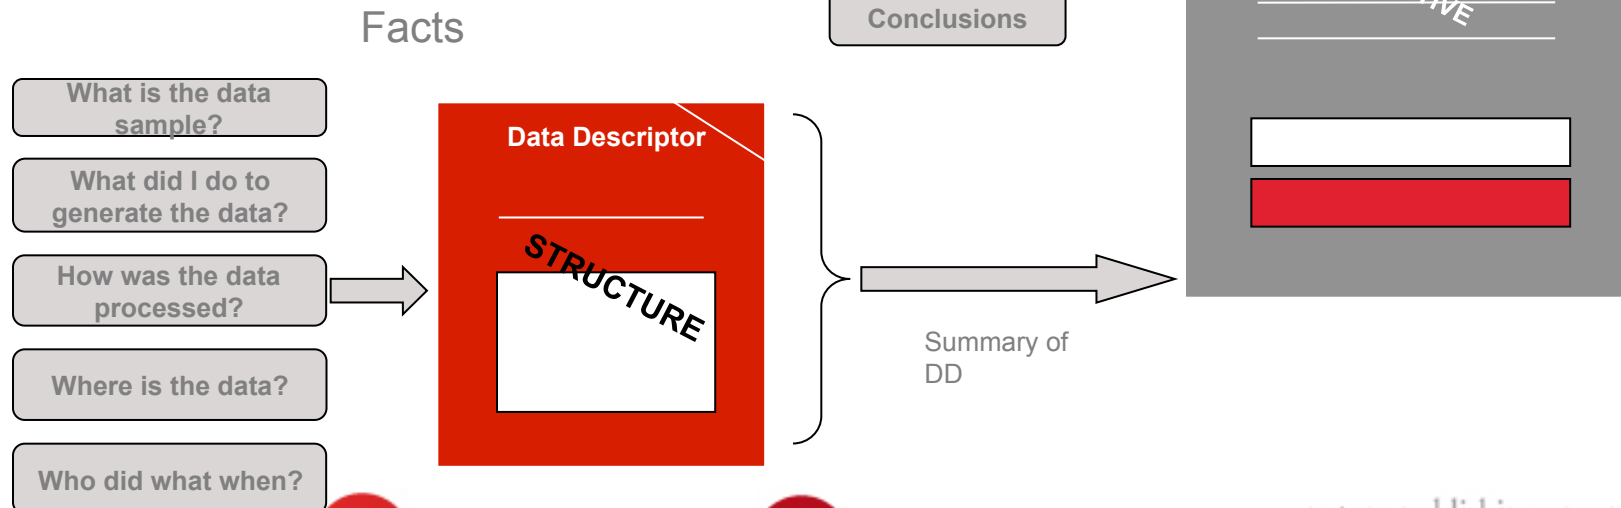 Facts
Conclusions
What is the data
sample?
What did I do to
generate the data?
How was the data
processed?
Where is the data?
Who did what when?
Data Descriptor
STRUCTURE
Summary of
DD